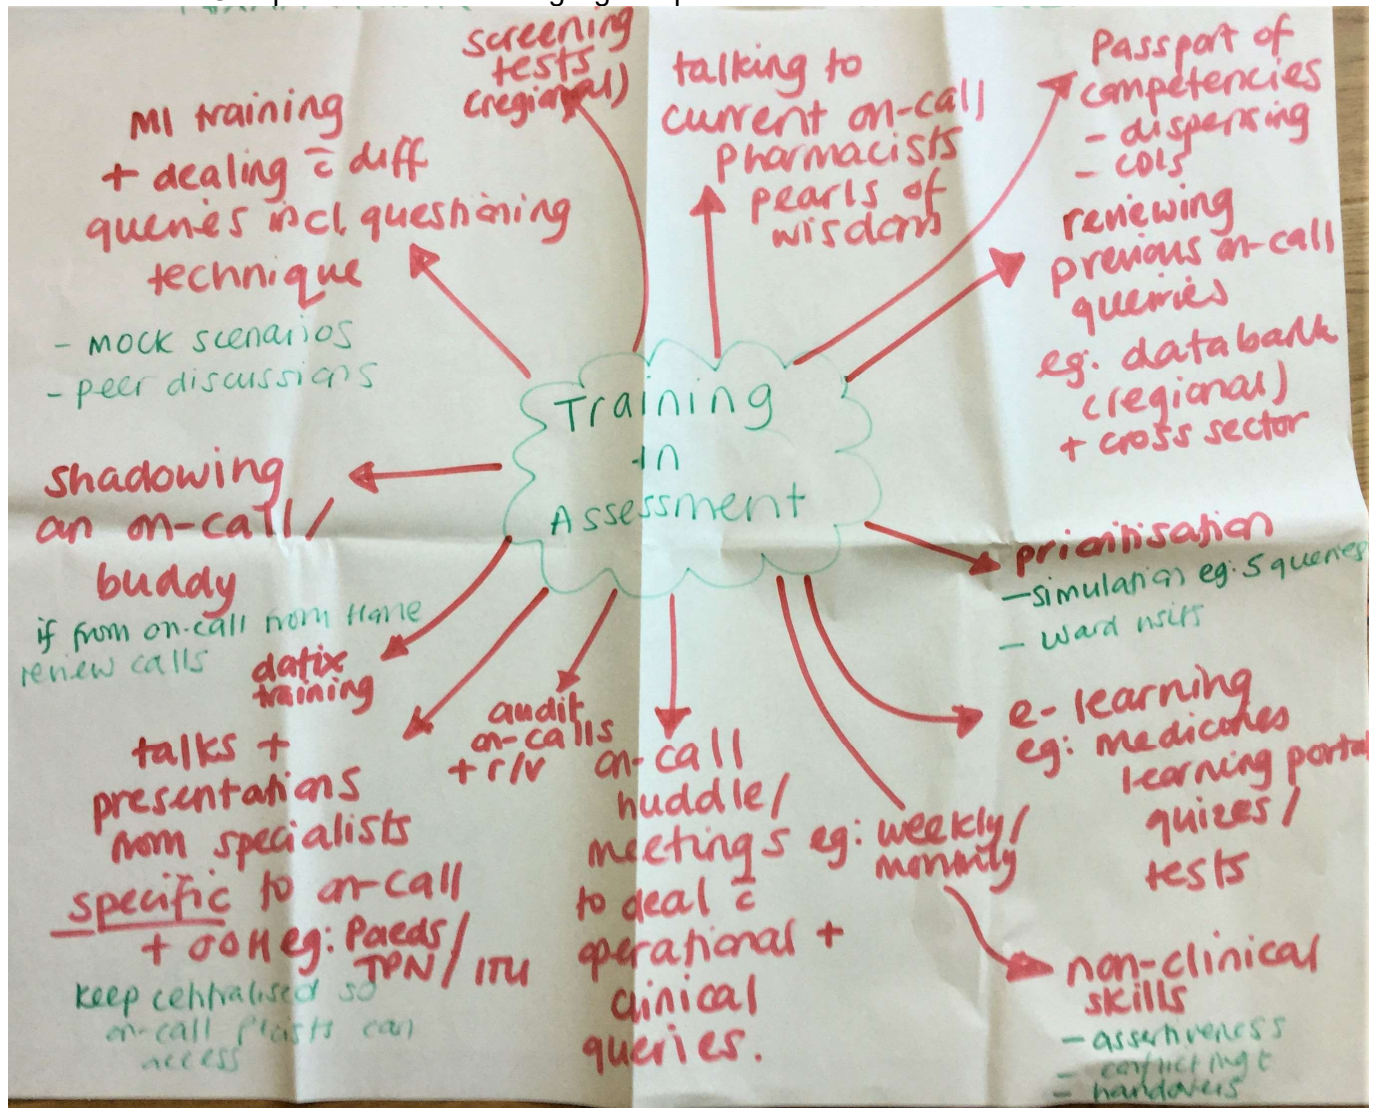 screening
tests
(regional)
talking to
current on-call
pharmacists
pearls of
wisdom
Passport of
competencies
- dispensing
- CDLs
MI training
+ dealing c̄ diff
queries incl. questioning
technique
- mock scenarios
- peer discussions
reviewing
previous on-call
queries
eg: databank
(regional)
+ cross sector
Training
in
Assessment
shadowing
an on-call/
buddy
if from on-call from Home
review calls
prioritisation
- simulation eg: 5 queries
- ward visits
datix
training
talks +
presentations
from specialists
specific to on-call
+ OOH eg: Paeds/
TPN/ ITU
keep centralised so
on-call p'cists can
access
audit
on-calls
+ r/v
on-call
huddle/
meetings eg: weekly/
monthly
to deal c̄
operational +
clinical
queries.
e-learning
eg: medicines
learning portal
quizes/
tests
non-clinical
skills
- assertiveness
- conflict mgt
- handovers